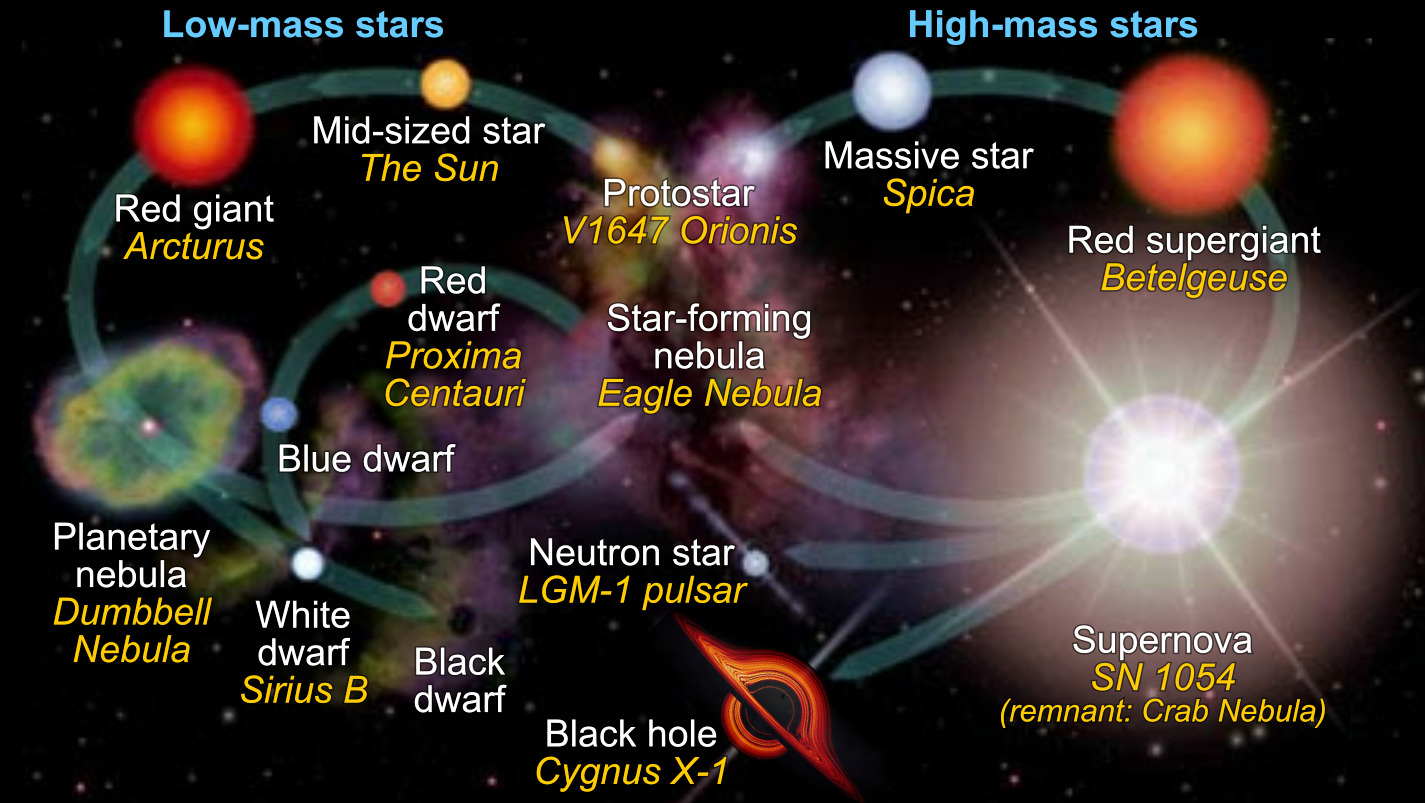 Low-mass stars
High-mass stars
Mid-sized star
The Sun
Massive star
Spica
Protostar
V1647 Orionis
Red giant
Arcturus
Red supergiant
Betelgeuse
Red
dwarf
Proxima
Centauri
Star-forming
nebula
Eagle Nebula
Blue dwarf
Planetary
nebula
Dumbbell
Nebula
White
dwarf
Sirius B
Black
dwarf
Neutron star
LGM-1 pulsar
Black hole
Cygnus X-1
Supernova
SN 1054
(remnant: Crab Nebula)